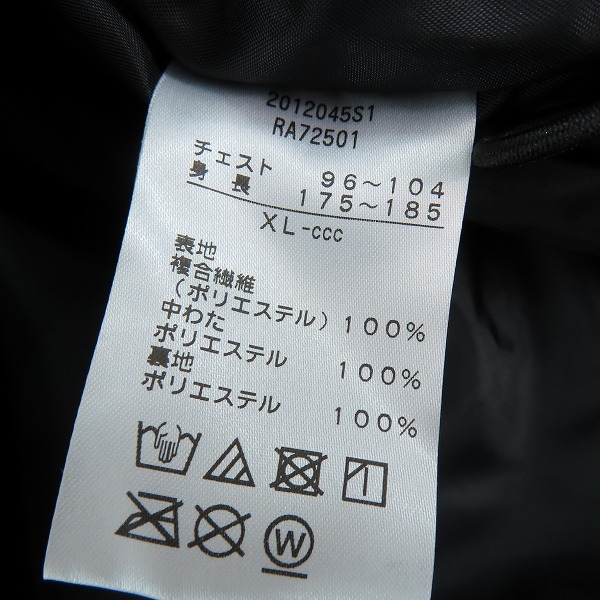 2012045S1
RA72501
チェスト 96～104
身長 175～185
XL-ccc
表地
複合繊維
(ポリエステル) 100%
中わた
ポリエステル 100%
裏地
ポリエステル 100%
W